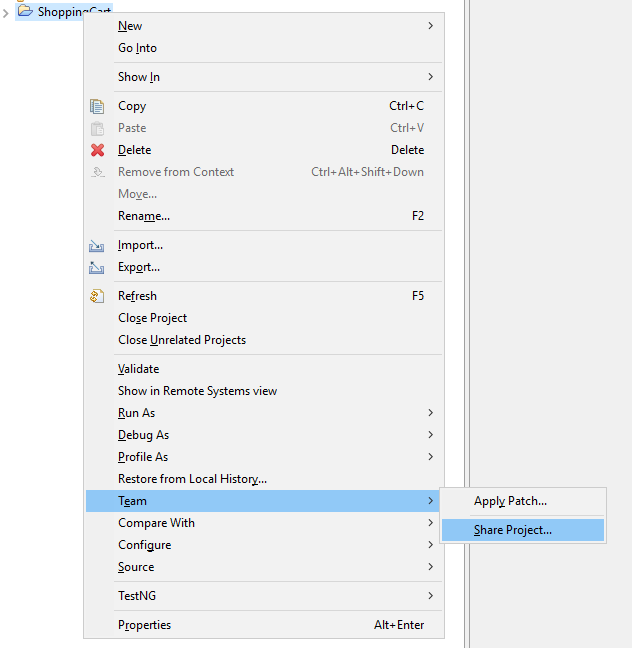 ShoppingCart
New
Go Into
Show In
Copy Ctrl+C
Paste Ctrl+V
Delete Delete
Remove from Context Ctrl+Alt+Shift+Down
Move...
Rename... F2
Import...
Export...
Refresh F5
Close Project
Close Unrelated Projects
Validate
Show in Remote Systems view
Run As
Debug As
Profile As
Restore from Local History...
Team
Apply Patch...
Compare With
Share Project...
Configure
Source
TestNG
Properties Alt+Enter